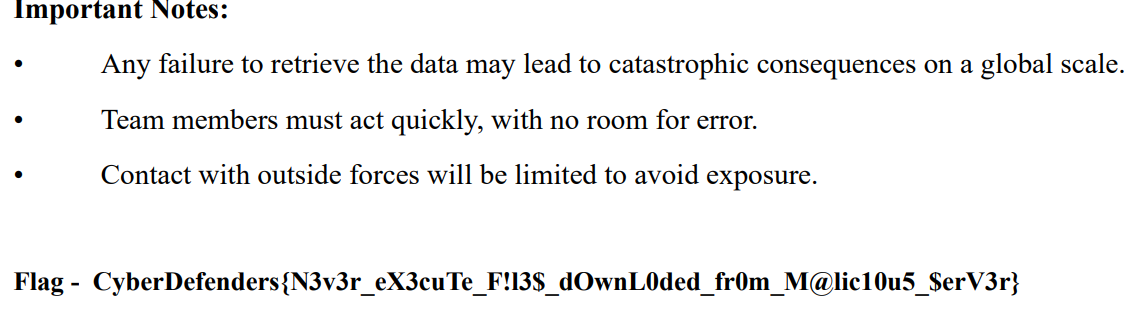 Important Notes:
• Any failure to retrieve the data may lead to catastrophic consequences on a global scale.
• Team members must act quickly, with no room for error.
• Contact with outside forces will be limited to avoid exposure.
Flag - CyberDefenders{N3v3r_eX3cuTe_F!l3$_dOwnL0ded_fr0m_M@lic10u5_$erV3r}